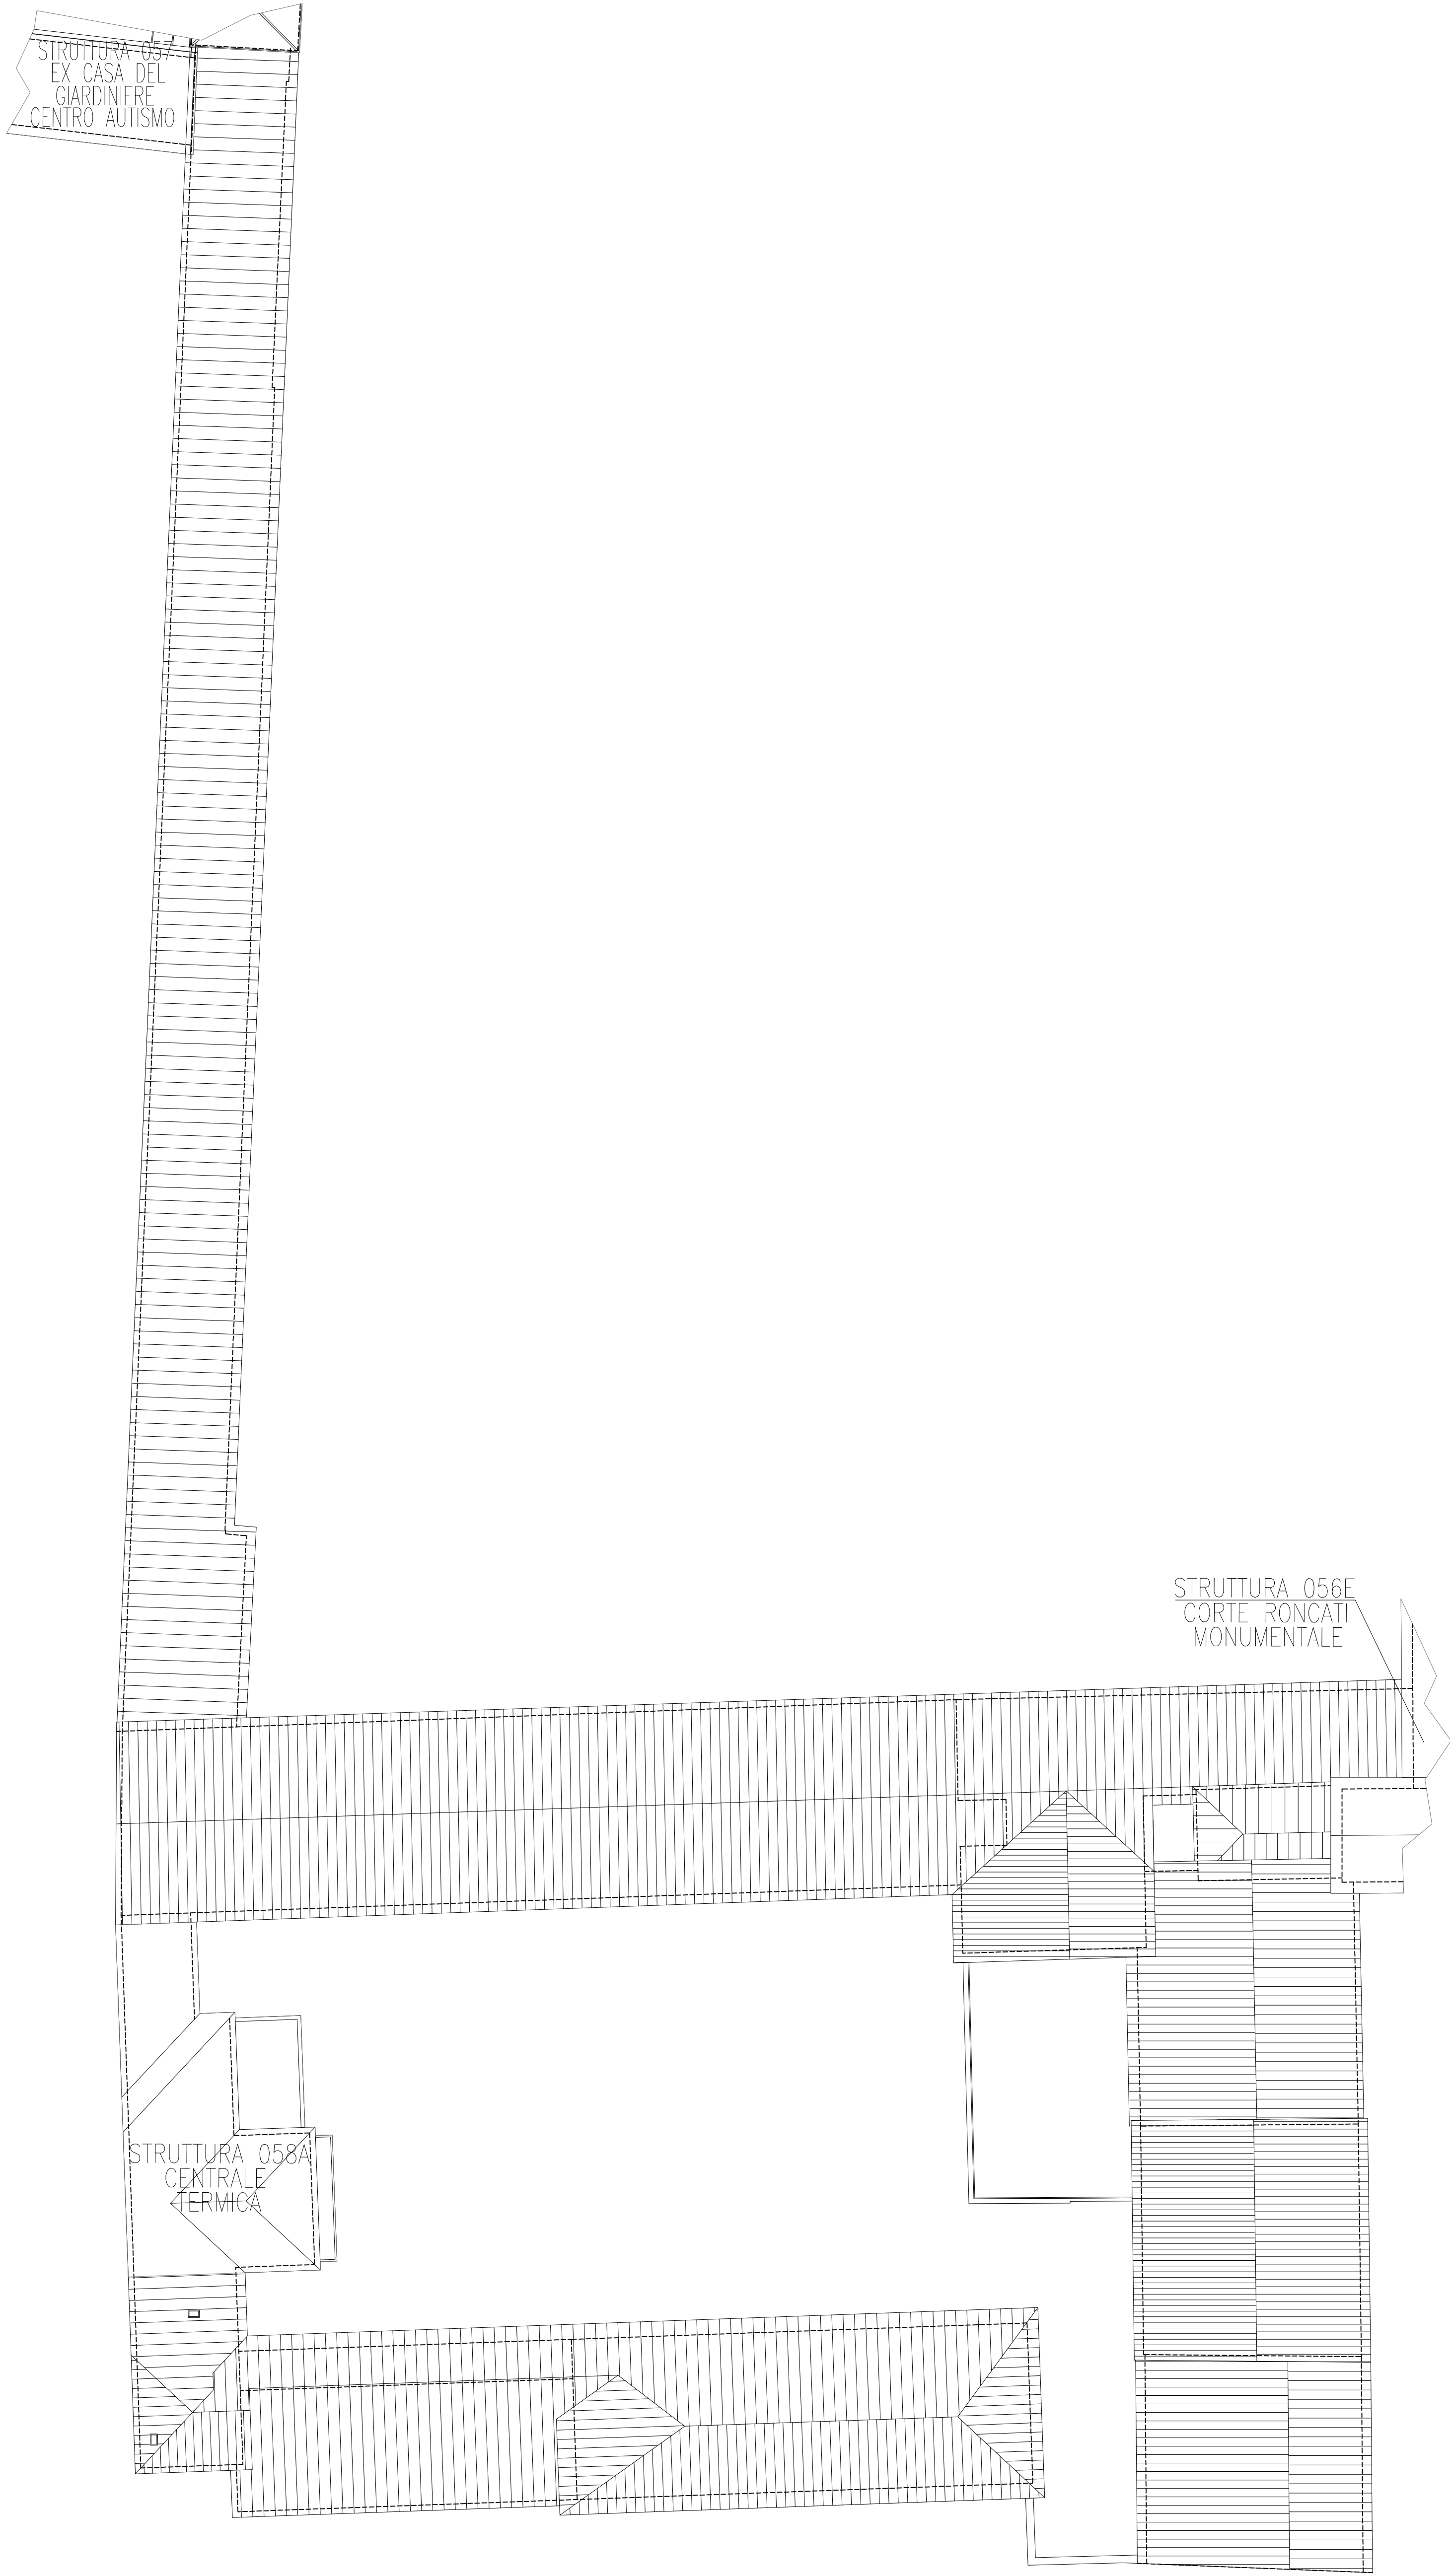 STRUTTURA 057
EX CASA DEL
GIARDINIERE
CENTRO AUTISMO
STRUTTURA 056E
CORTE RONCATI
MONUMENTALE
STRUTTURA 058A
CENTRALE
TERMICA